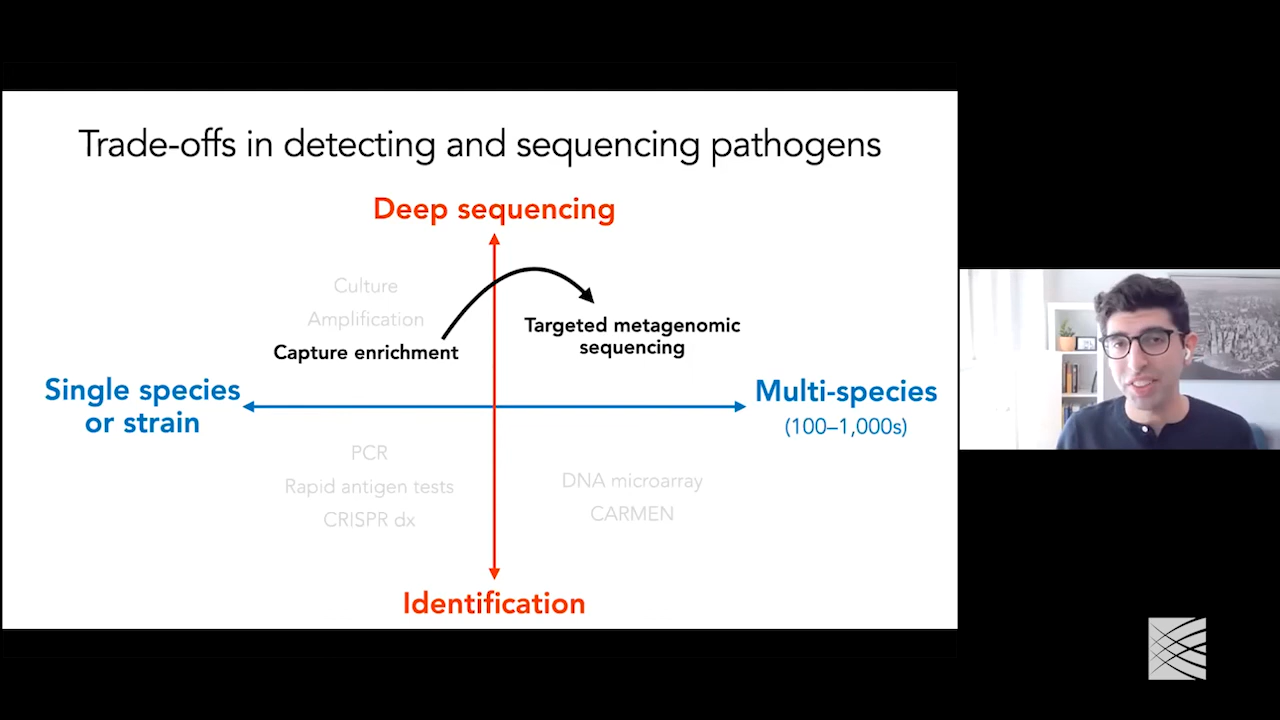 Trade-offs in detecting and sequencing pathogens
Deep sequencing
Culture
Amplification
Capture enrichment
Targeted metagenomic
sequencing
Single species
or strain
Multi-species
(100–1,000s)
PCR
Rapid antigen tests
CRISPR dx
DNA microarray
CARMEN
Identification